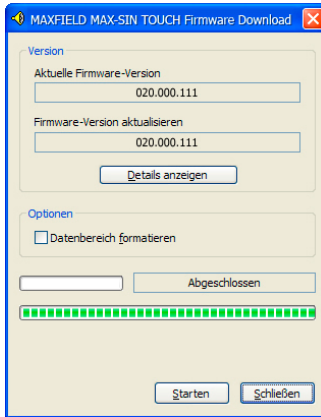 MAXFIELD MAX-SIN TOUCH Firmware Download
Version
Aktuelle Firmware-Version
020.000.111
Firmware-Version aktualisieren
020.000.111
Details anzeigen
Optionen
Datenbereich formatieren
Abgeschlossen
Starten
Schließen